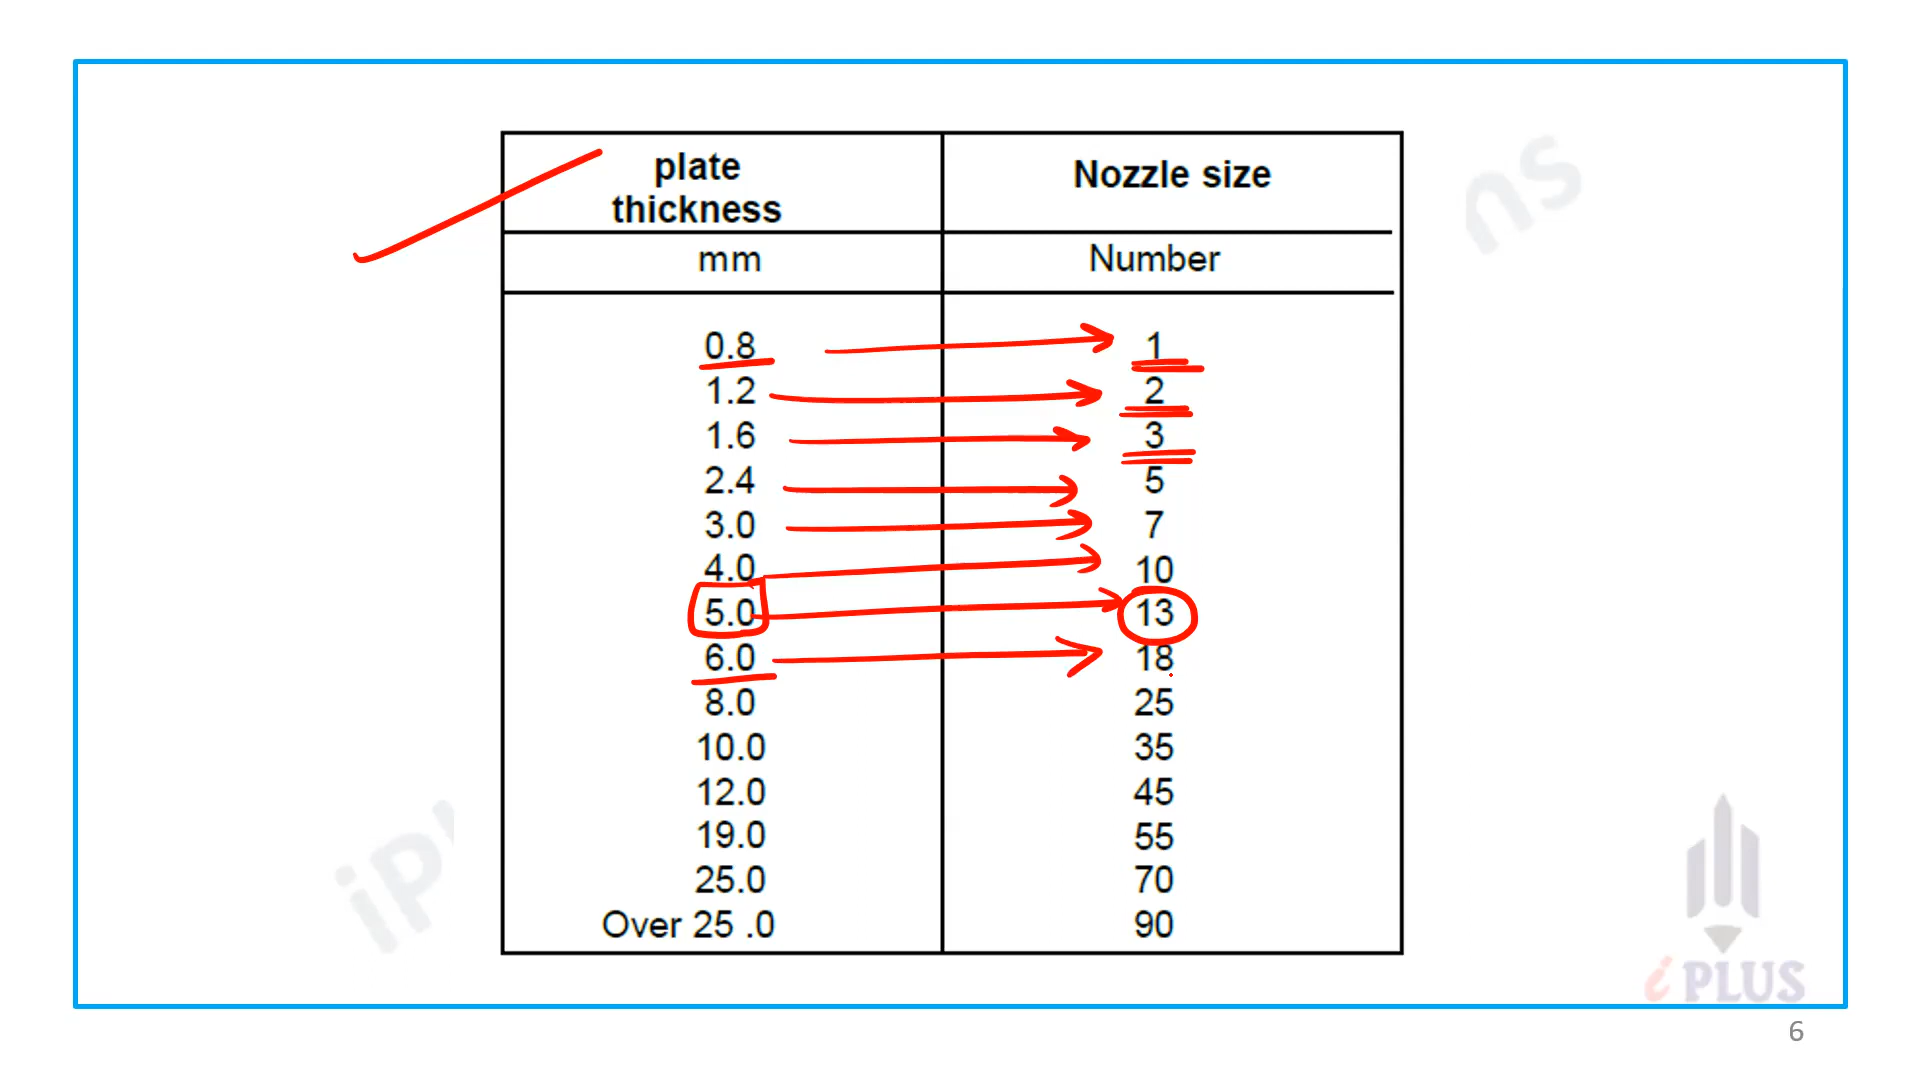 plate thickness Nozzle size
mm Number
0.8 1
1.2 2
1.6 3
2.4 5
3.0 7
4.0 10
5.0 13
6.0 18
8.0 25
10.0 35
12.0 45
19.0 55
25.0 70
Over 25 .0 90
iPl
ns
i PLUS
6